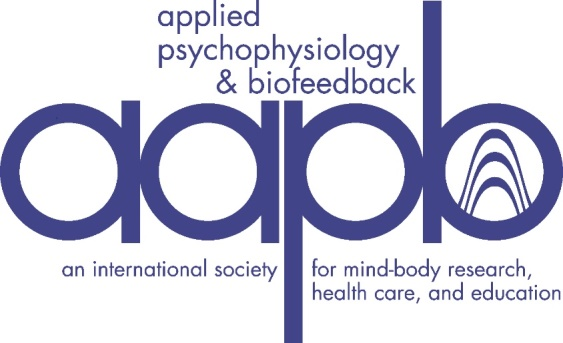 applied
psychophysiology
& biofeedback
aapb
an international society for mind-body research,
health care, and education